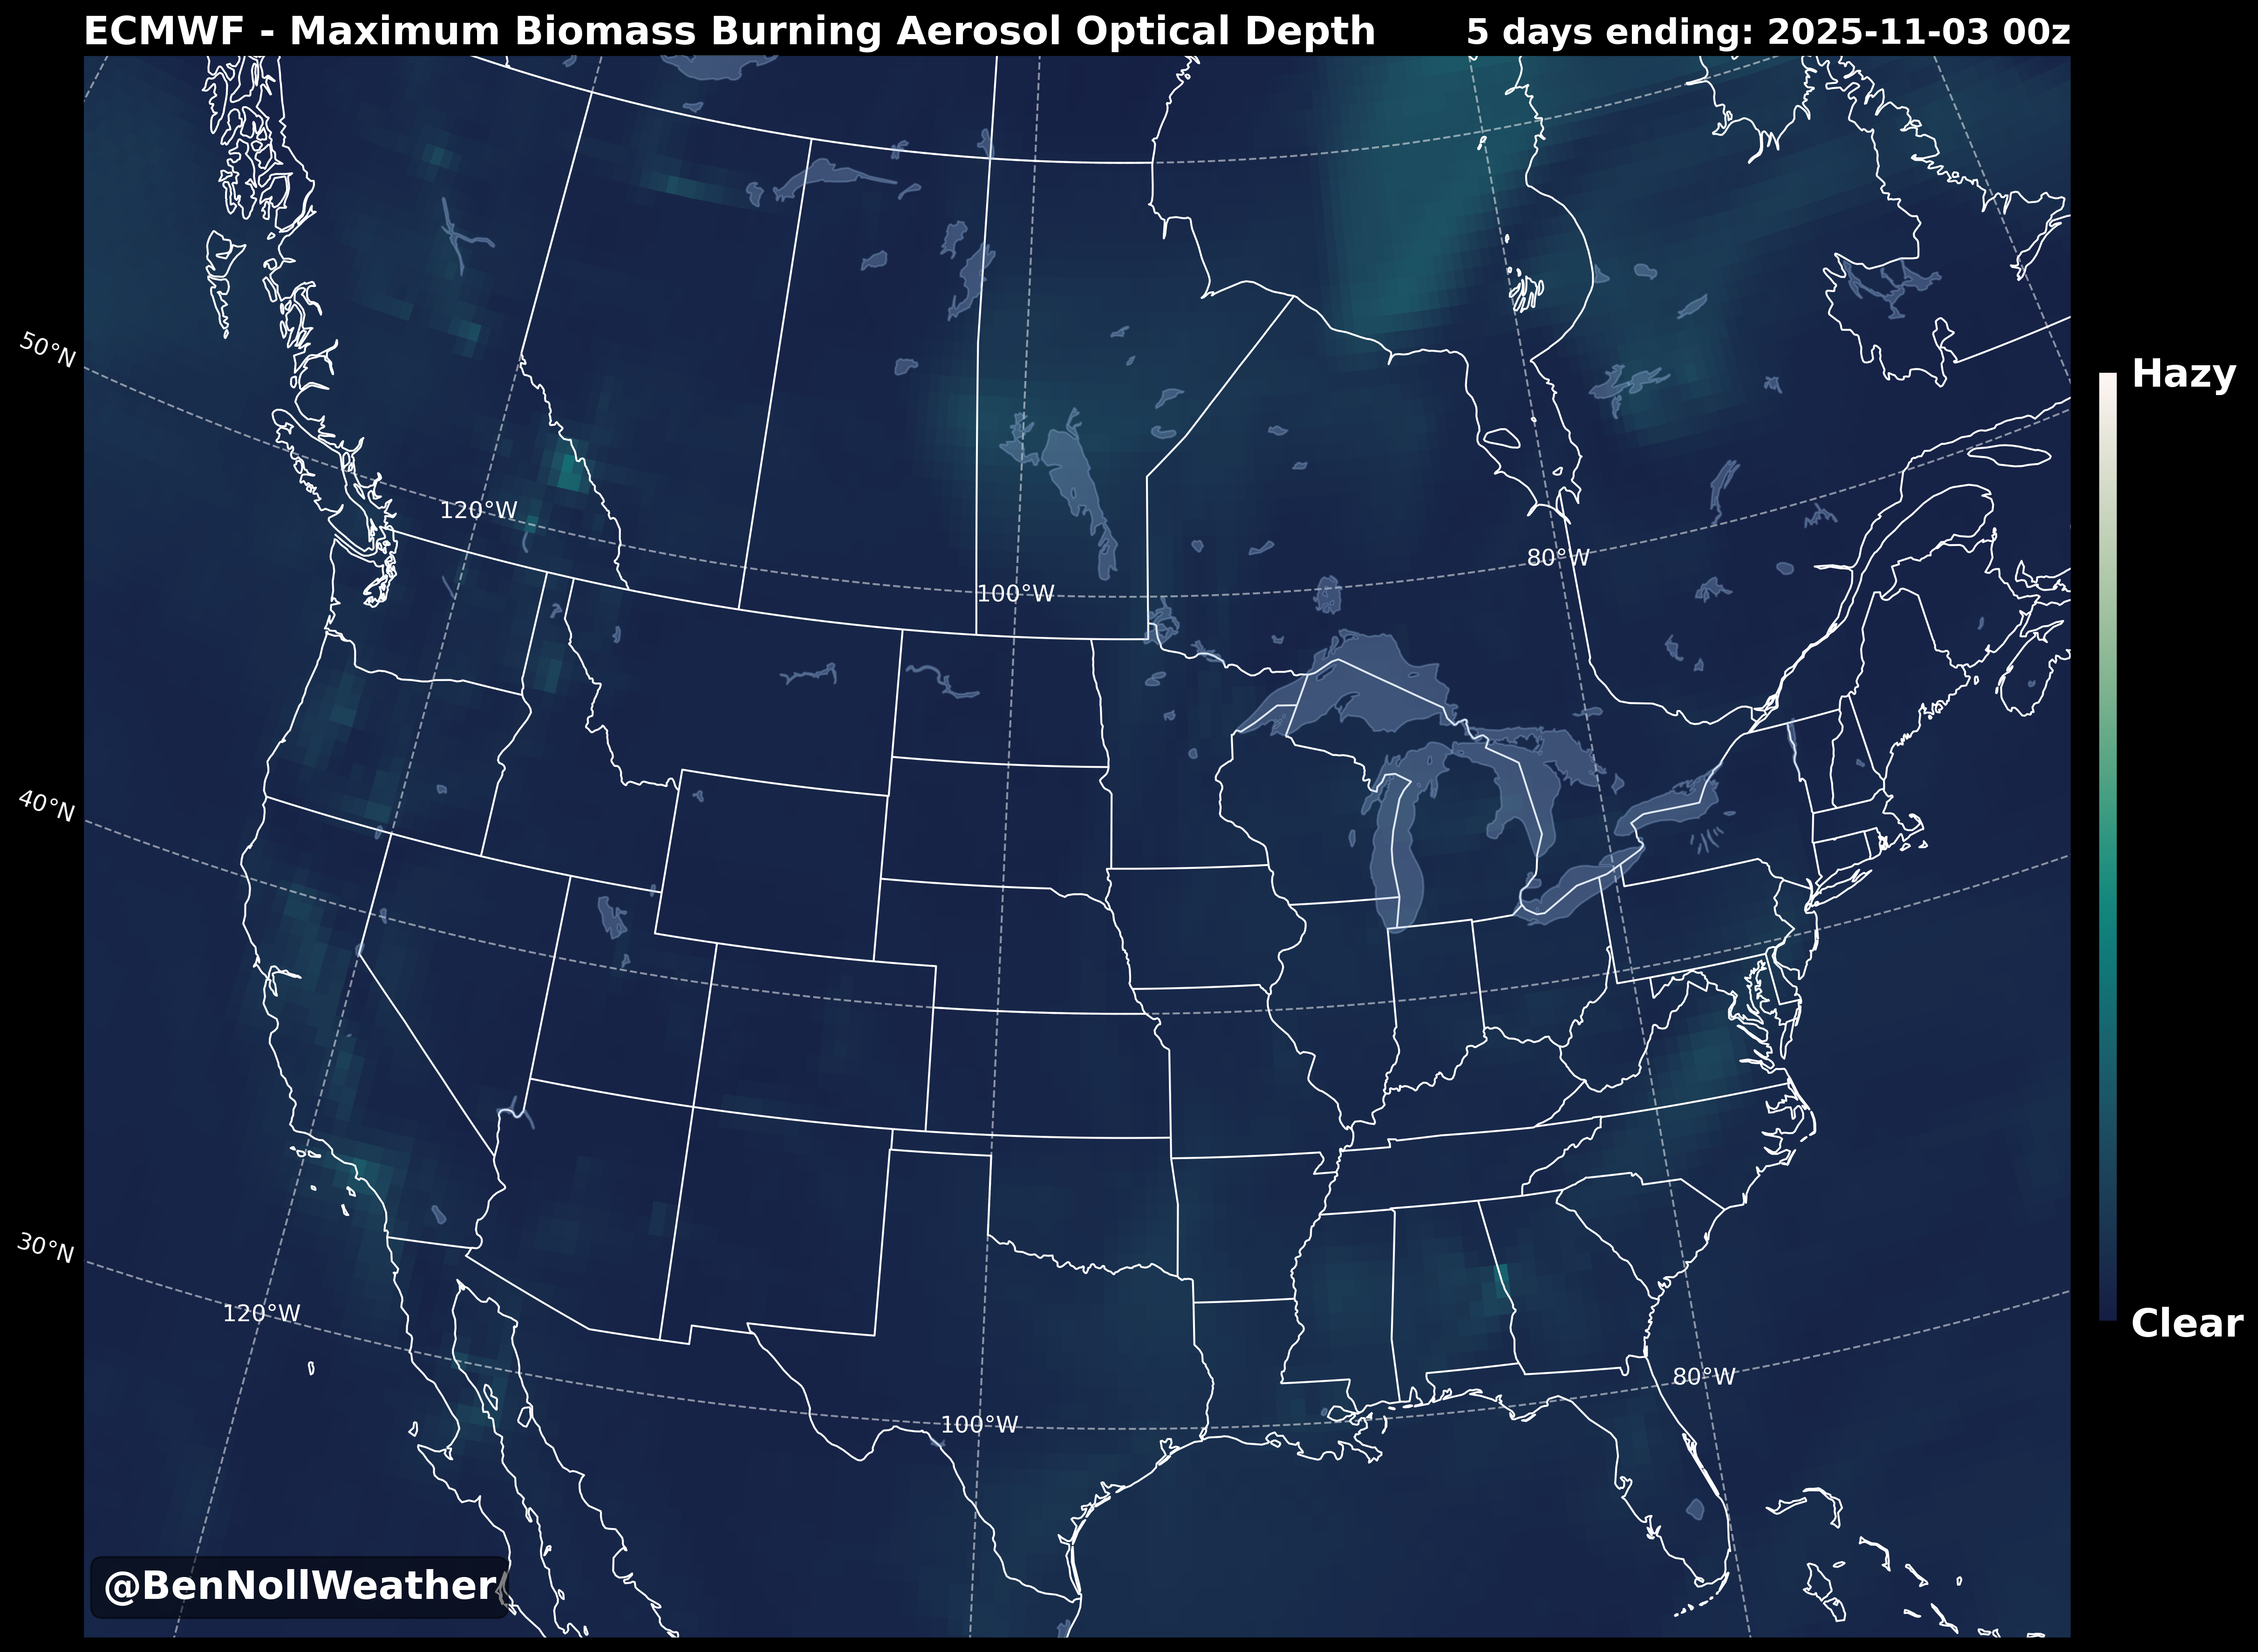 ECMWF - Maximum Biomass Burning Aerosol Optical Depth
5 days ending: 2025-11-03 00z
50°N
Hazy
120°W
80°W
100°W
40°N
30°N
120°W
Clear
80°W
100°W
@BenNollWeather